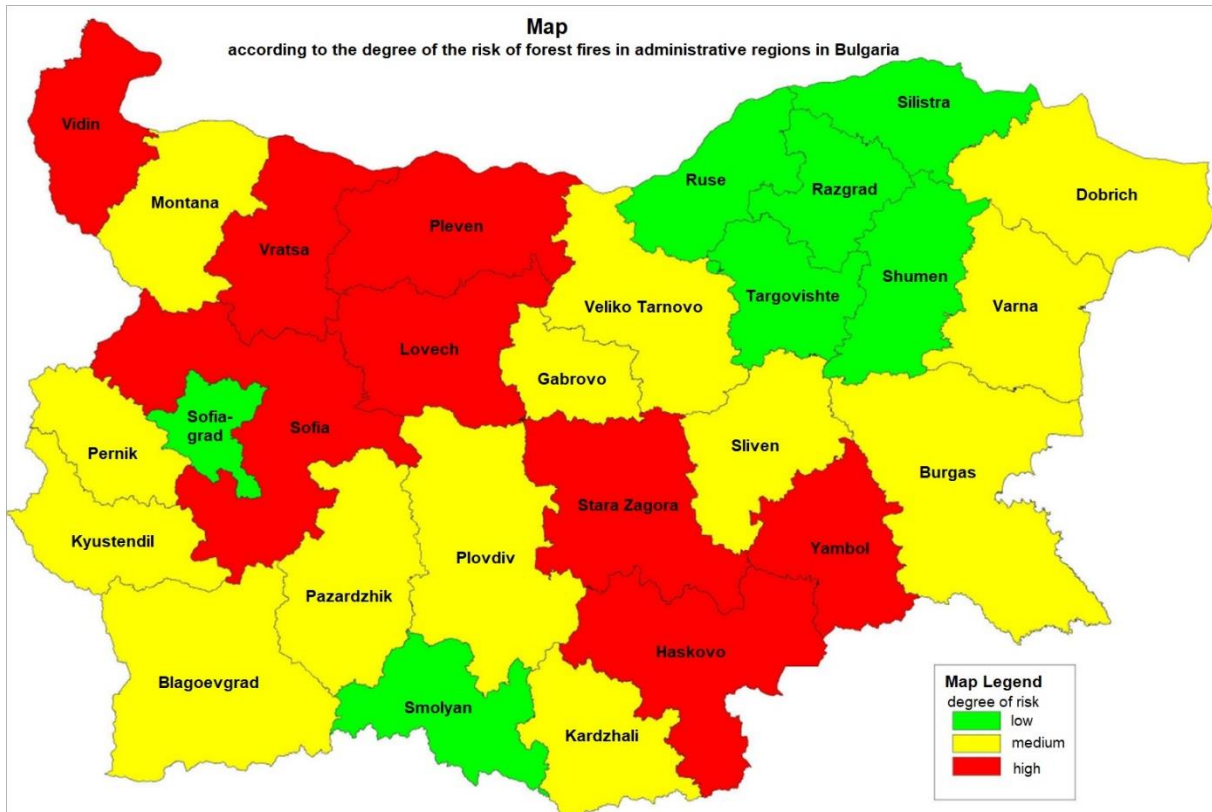 Map
according to the degree of the risk of forest fires in administrative regions in Bulgaria
Silistra
Vidin
Ruse
Razgrad
Dobrich
Montana
Pleven
Vratsa
Shumen
Targovishte
Veliko Tarnovo
Varna
Lovech
Gabrovo
Sofia-
grad
Sofia
Pernik
Sliven
Burgas
Stara Zagora
Kyustendil
Yambol
Plovdiv
Pazardzhik
Haskovo
Blagoevgrad
Smolyan
Kardzhali
Map Legend
degree of risk
low
medium
high